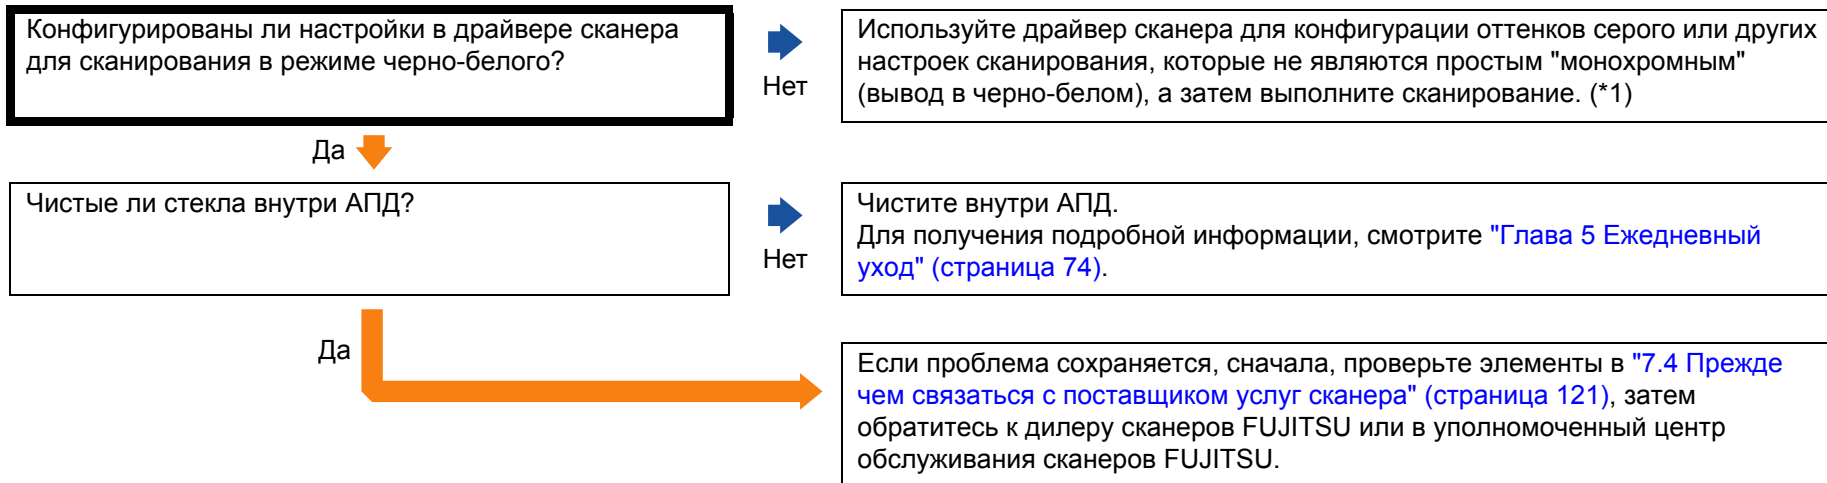 Конфигурированы ли настройки в драйвере сканера
для сканирования в режиме черно-белого?
Нет
Используйте драйвер сканера для конфигурации оттенков серого или других
настроек сканирования, которые не являются простым "монохромным"
(вывод в черно-белом), а затем выполните сканирование. (*1)
Да
Чистые ли стекла внутри АПД?
Нет
Чистите внутри АПД.
Для получения подробной информации, смотрите "Глава 5 Ежедневный
уход" (страница 74).
Да
Если проблема сохраняется, сначала, проверьте элементы в "7.4 Прежде
чем связаться с поставщиком услуг сканера" (страница 121), затем
обратитесь к дилеру сканеров FUJITSU или в уполномоченный центр
обслуживания сканеров FUJITSU.